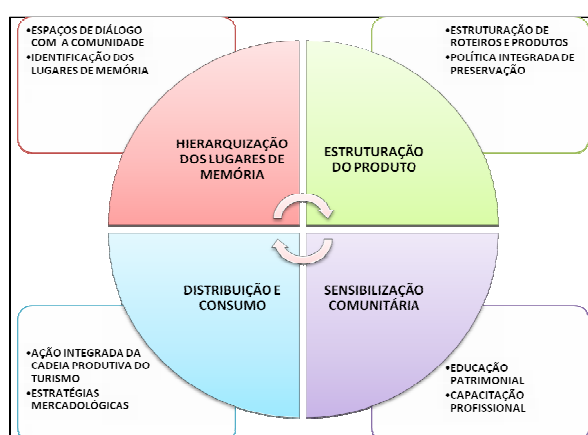 •ESPAÇOS DE DIÁLOGO
COM A COMUNIDADE
•IDENTIFICAÇÃO DOS
LUGARES DE MEMÓRIA
•ESTRUTURAÇÃO DE
ROTEIROS E PRODUTOS
•POLÍTICA INTEGRADA DE
PRESERVAÇÃO
HIERARQUIZAÇÃO
DOS LUGARES DE
MEMÓRIA
ESTRUTURAÇÃO
DO PRODUTO
DISTRIBUIÇÃO E
CONSUMO
SENSIBILIZAÇÃO
COMUNITÁRIA
•AÇÃO INTEGRADA DA
CADEIA PRODUTIVA DO
TURISMO
•ESTRATÉGIAS
MERCADOLÓGICAS
•EDUCAÇÃO
PATRIMONIAL
•CAPACITAÇÃO
PROFISSIONAL